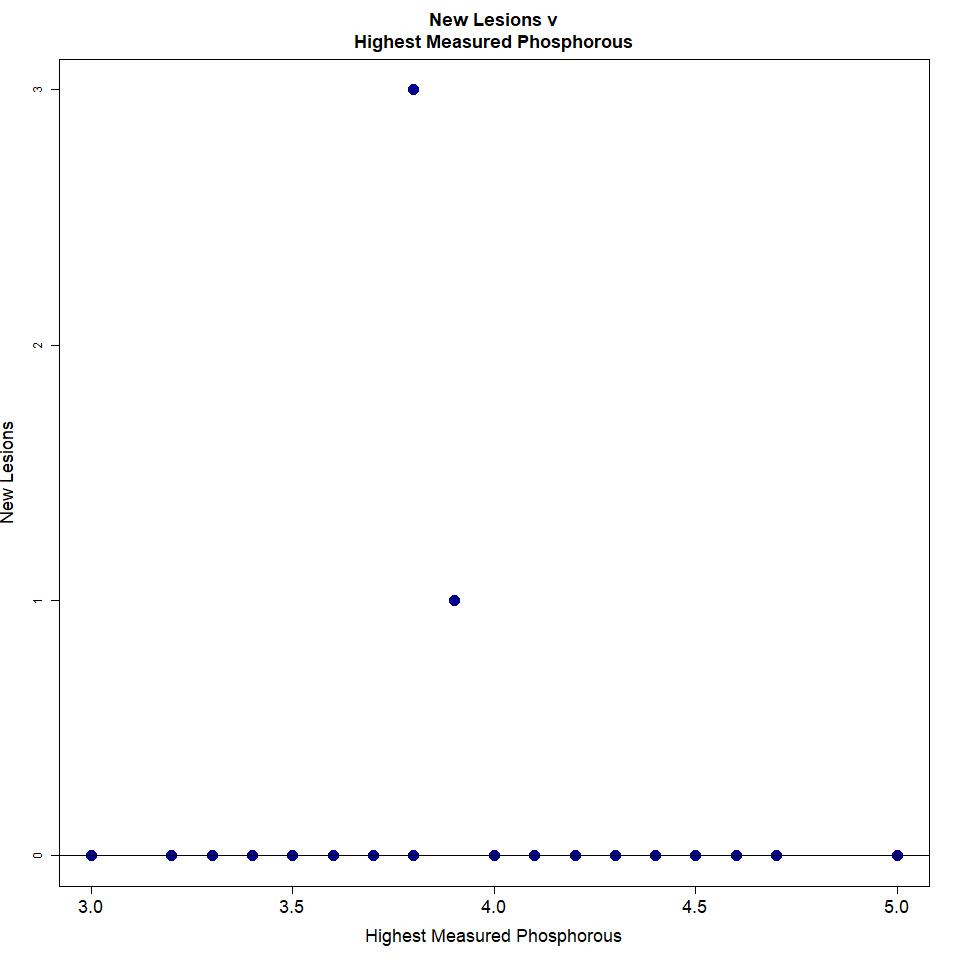 New Lesions v
Highest Measured Phosphorous
3
2
1
0
New Lesions
3.0 3.5 4.0 4.5 5.0
Highest Measured Phosphorous